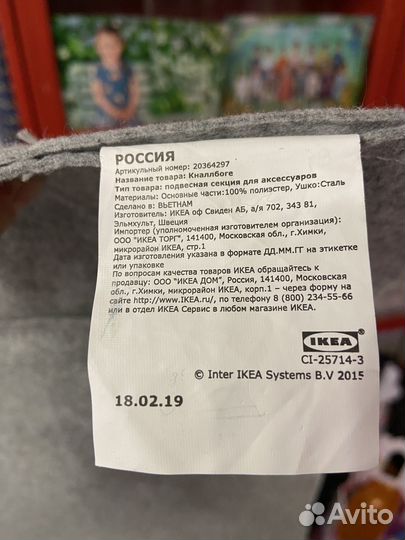 РОССИЯ
Артикульный номер: 20364297
Название товара: Кналлбоге
Тип товара: подвесная секция для аксессуаров
Материалы: Основные части:100% полиэстер, Ушко:Сталь
Сделано в: ВЬЕТНАМ
Изготовитель: ИКЕА оф Свиден АБ, а/я 702, 343 81,
Эльмхульт, Швеция
Импортер (уполномоченная изготовителем организация):
ООО "ИКЕА ТОРГ", 141400, Московская обл., г.Химки,
микрорайон ИКЕА, стр.1
Дата изготовления указана в формате ДД.ММ.ГГ на этикетке
или упаковке
По вопросам качества товаров ИКЕА обращайтесь к
продавцу: ООО "ИКЕА ДОМ", Россия, 141400, Московская
обл., г.Химки, микрорайон ИКЕА, корп.1 – через форму на
сайте http://www.IKEA.ru/, по телефону 8 (800) 234-55-66
или в отдел ИКЕА Сервис в любом магазине ИКЕА.
IKEA
CI-25714-3
© Inter IKEA Systems B.V 2015
18.02.19
Avito